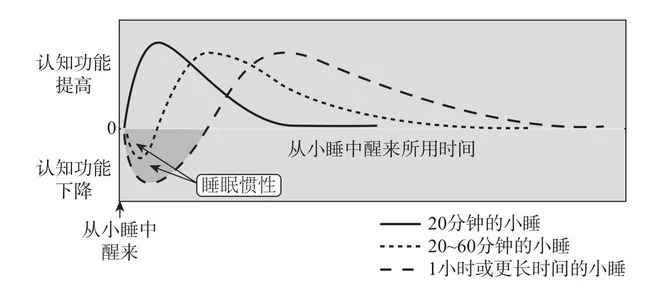 认知功能
提高
0
从小睡中醒来所用时间
认知功能
下降
睡眠惯性
从小睡中
醒来
20分钟的小睡
20~60分钟的小睡
1小时或更长时间的小睡